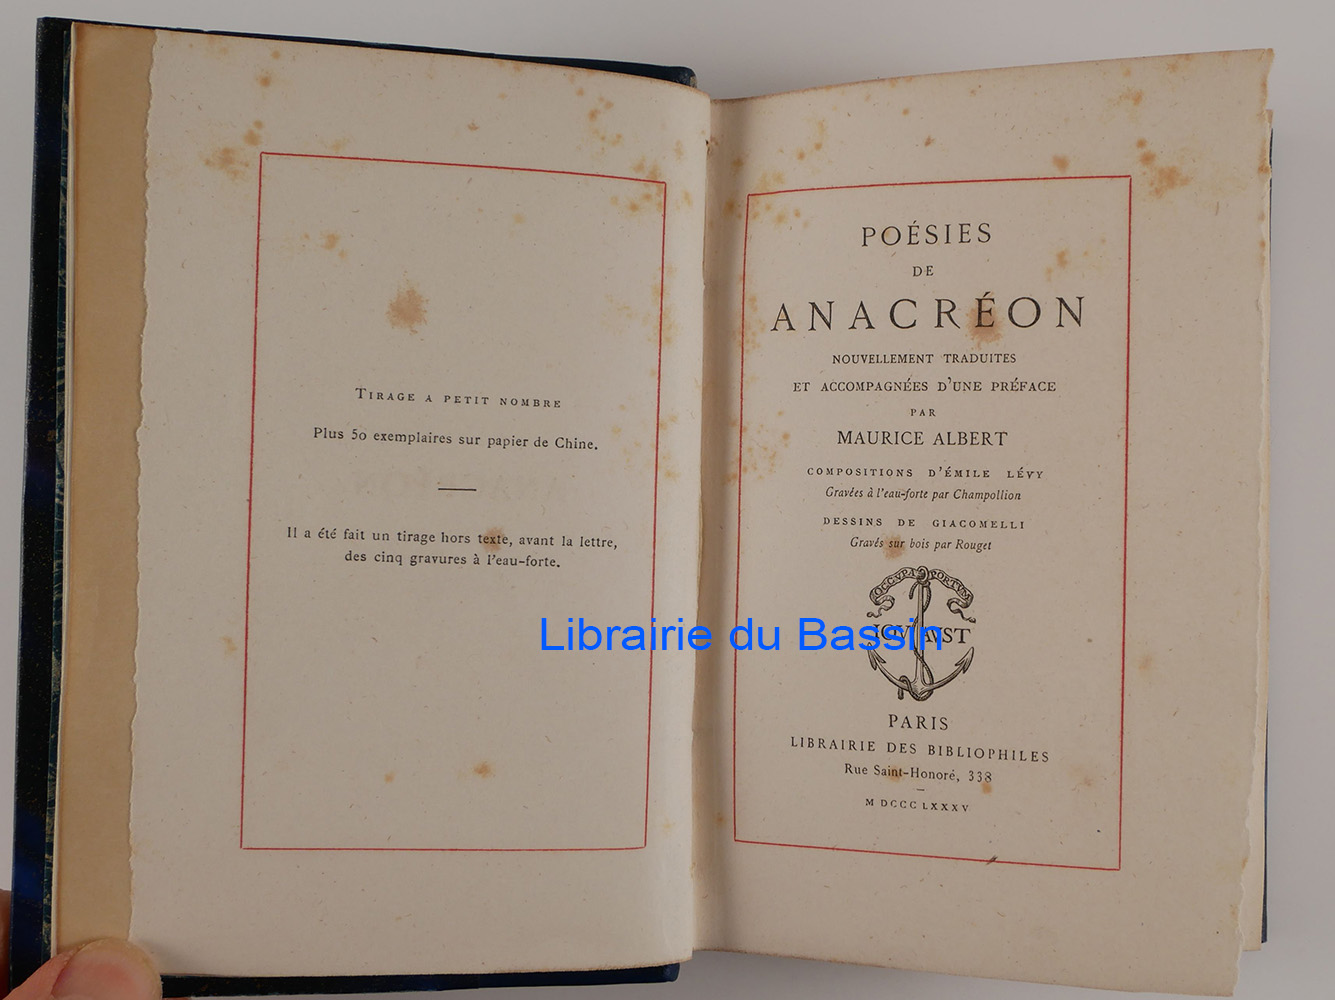 TIRAGE A PETIT NOMBRE
Plus 50 exemplaires sur papier de Chine.
Il a été fait un tirage hors texte, avant la lettre,
des cinq gravures à l'eau-forte.
POÉSIES
DE
ANACRÉON
NOUVELLEMENT TRADUITES
ET ACCOMPAGNÉES D'UNE PRÉFACE
PAR
MAURICE ALBERT
COMPOSITIONS D'ÉMILE LÉVY
Gravées à l'eau-forte par Champollion
DESSINS DE GIACOMELLI
Gravés sur bois par Rouget
OCCVPA PORTVM
IOVAVST
PARIS
LIBRAIRIE DES BIBLIOPHILES
Rue Saint-Honoré, 338
M DCCC LXXXV
Librairie du Bassin